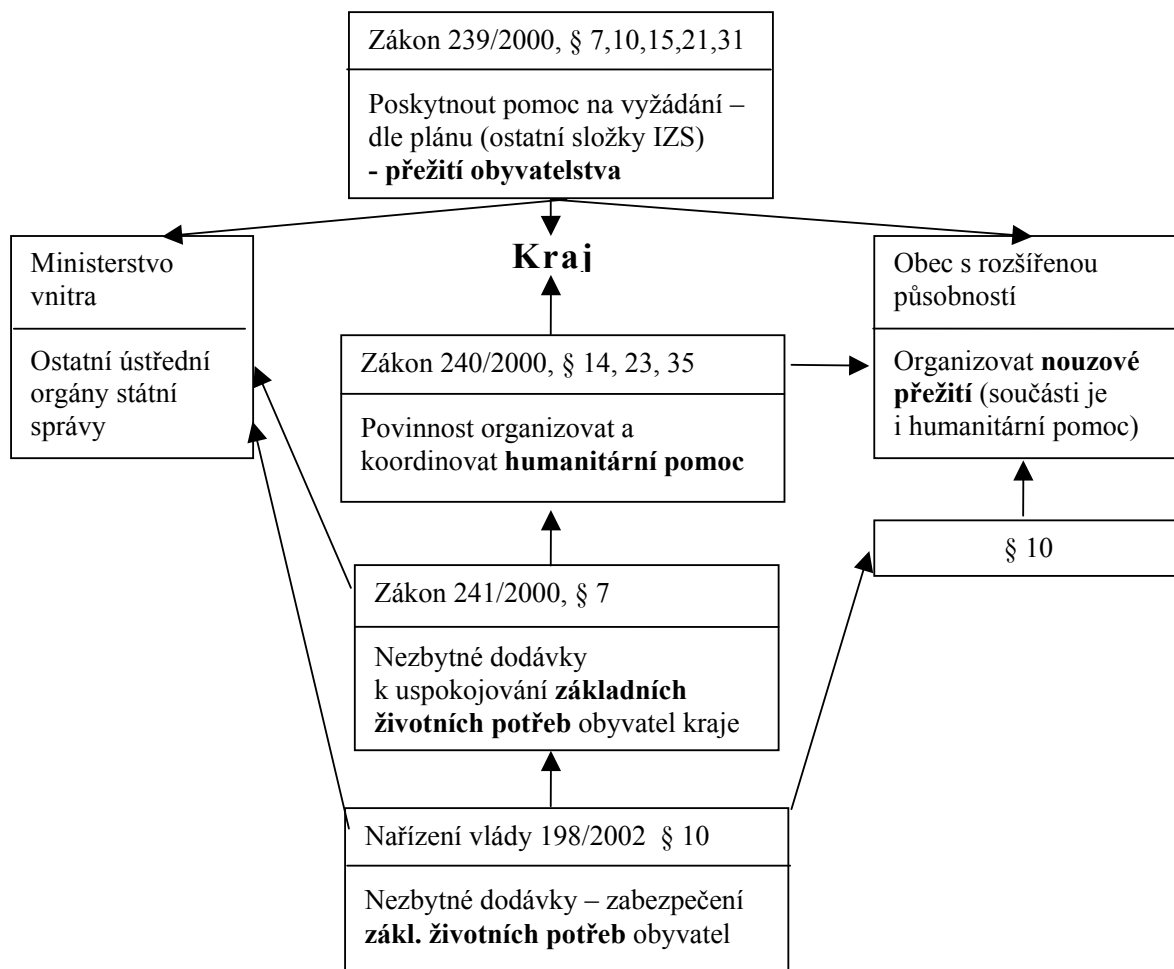 Zákon 239/2000, § 7,10,15,21,31
Poskytnout pomoc na vyžádání –
dle plánu (ostatní složky IZS)
- přežití obyvatelstva
Ministerstvo
vnitra
Ostatní ústřední
orgány státní
správy
Kraj
Obec s rozšířenou
působností
Organizovat nouzové
přežití (součásti je
i humanitární pomoc)
Zákon 240/2000, § 14, 23, 35
Povinnost organizovat a
koordinovat humanitární pomoc
§ 10
Zákon 241/2000, § 7
Nezbytné dodávky
k uspokojování základních
životních potřeb obyvatel kraje
Nařízení vlády 198/2002 § 10
Nezbytné dodávky – zabezpečení
zákl. životních potřeb obyvatel